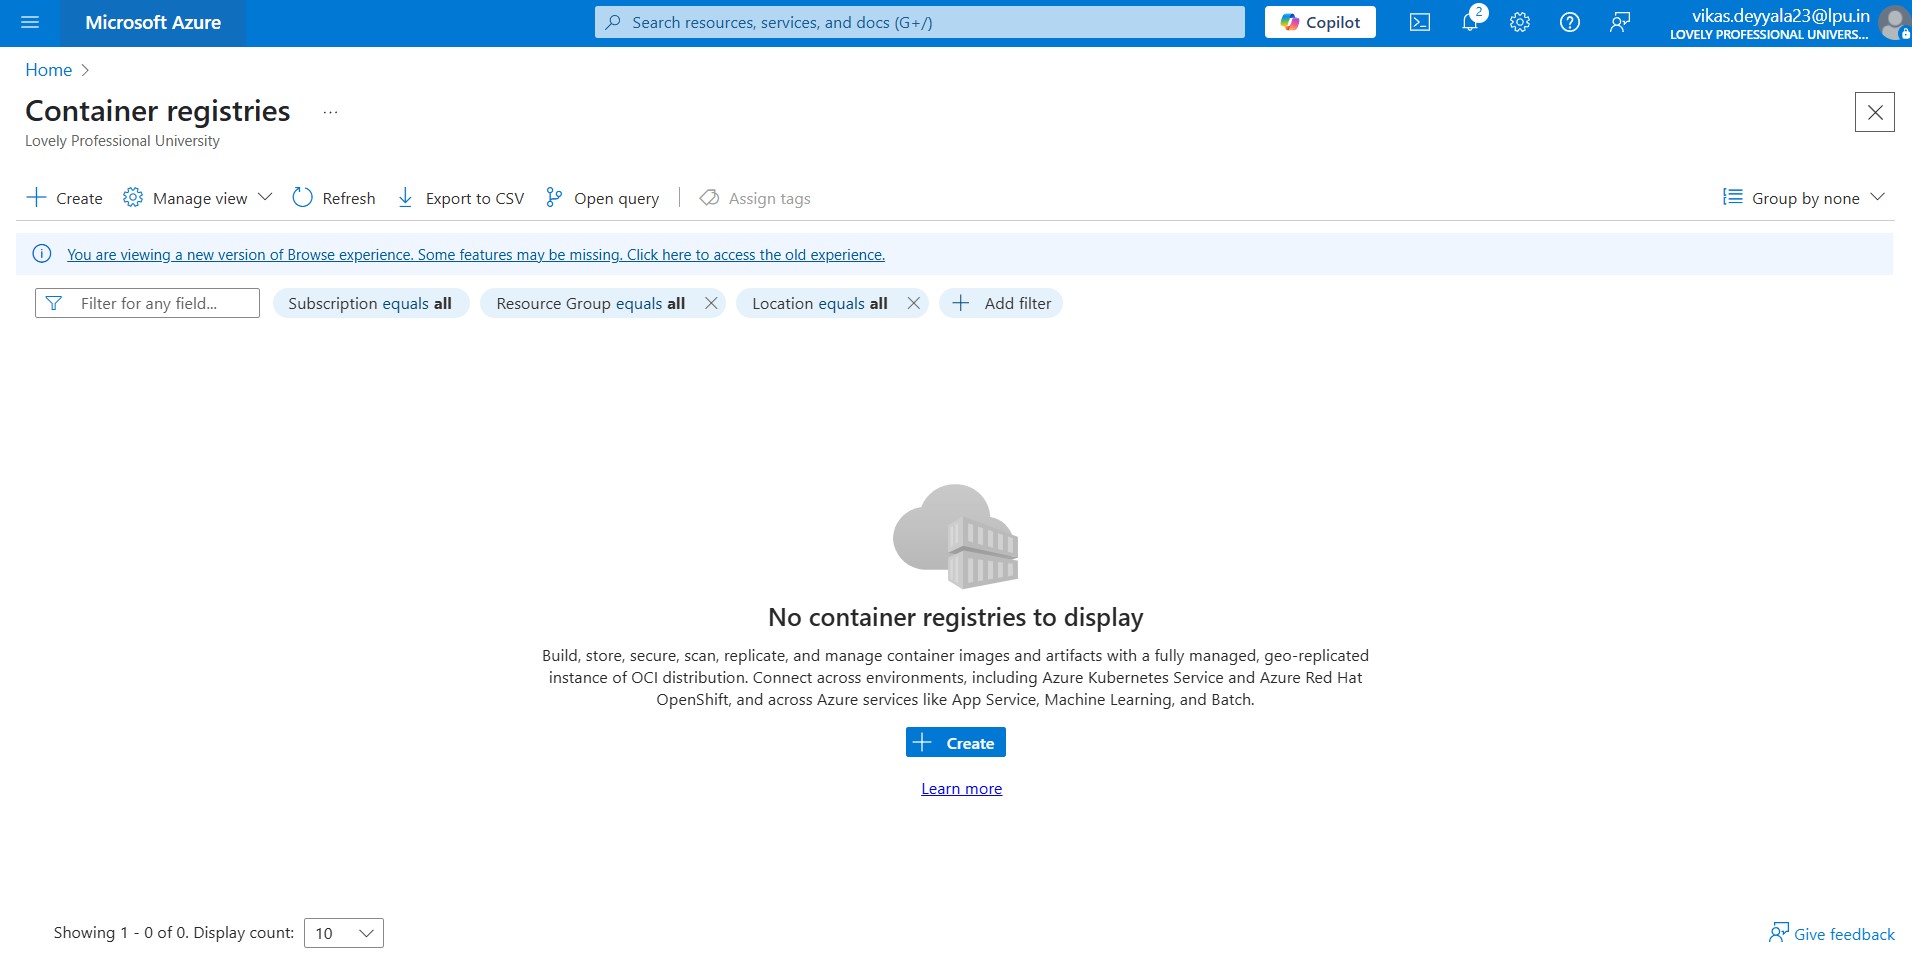 Microsoft Azure
Search resources, services, and docs (G+/)
Copilot
2
vikas.deyyala23@lpu.in
LOVELY PROFESSIONAL UNIVERS...
Home
Container registries
...
Lovely Professional University
Create
Manage view
Refresh
Export to CSV
Open query
Assign tags
Group by none
You are viewing a new version of Browse experience. Some features may be missing. Click here to access the old experience.
Filter for any field...
Subscription equals all
Resource Group equals all
Location equals all
Add filter
No container registries to display
Build, store, secure, scan, replicate, and manage container images and artifacts with a fully managed, geo-replicated
instance of OCI distribution. Connect across environments, including Azure Kubernetes Service and Azure Red Hat
OpenShift, and across Azure services like App Service, Machine Learning, and Batch.
Create
Learn more
Showing 1 - 0 of 0. Display count: 10
Give feedback